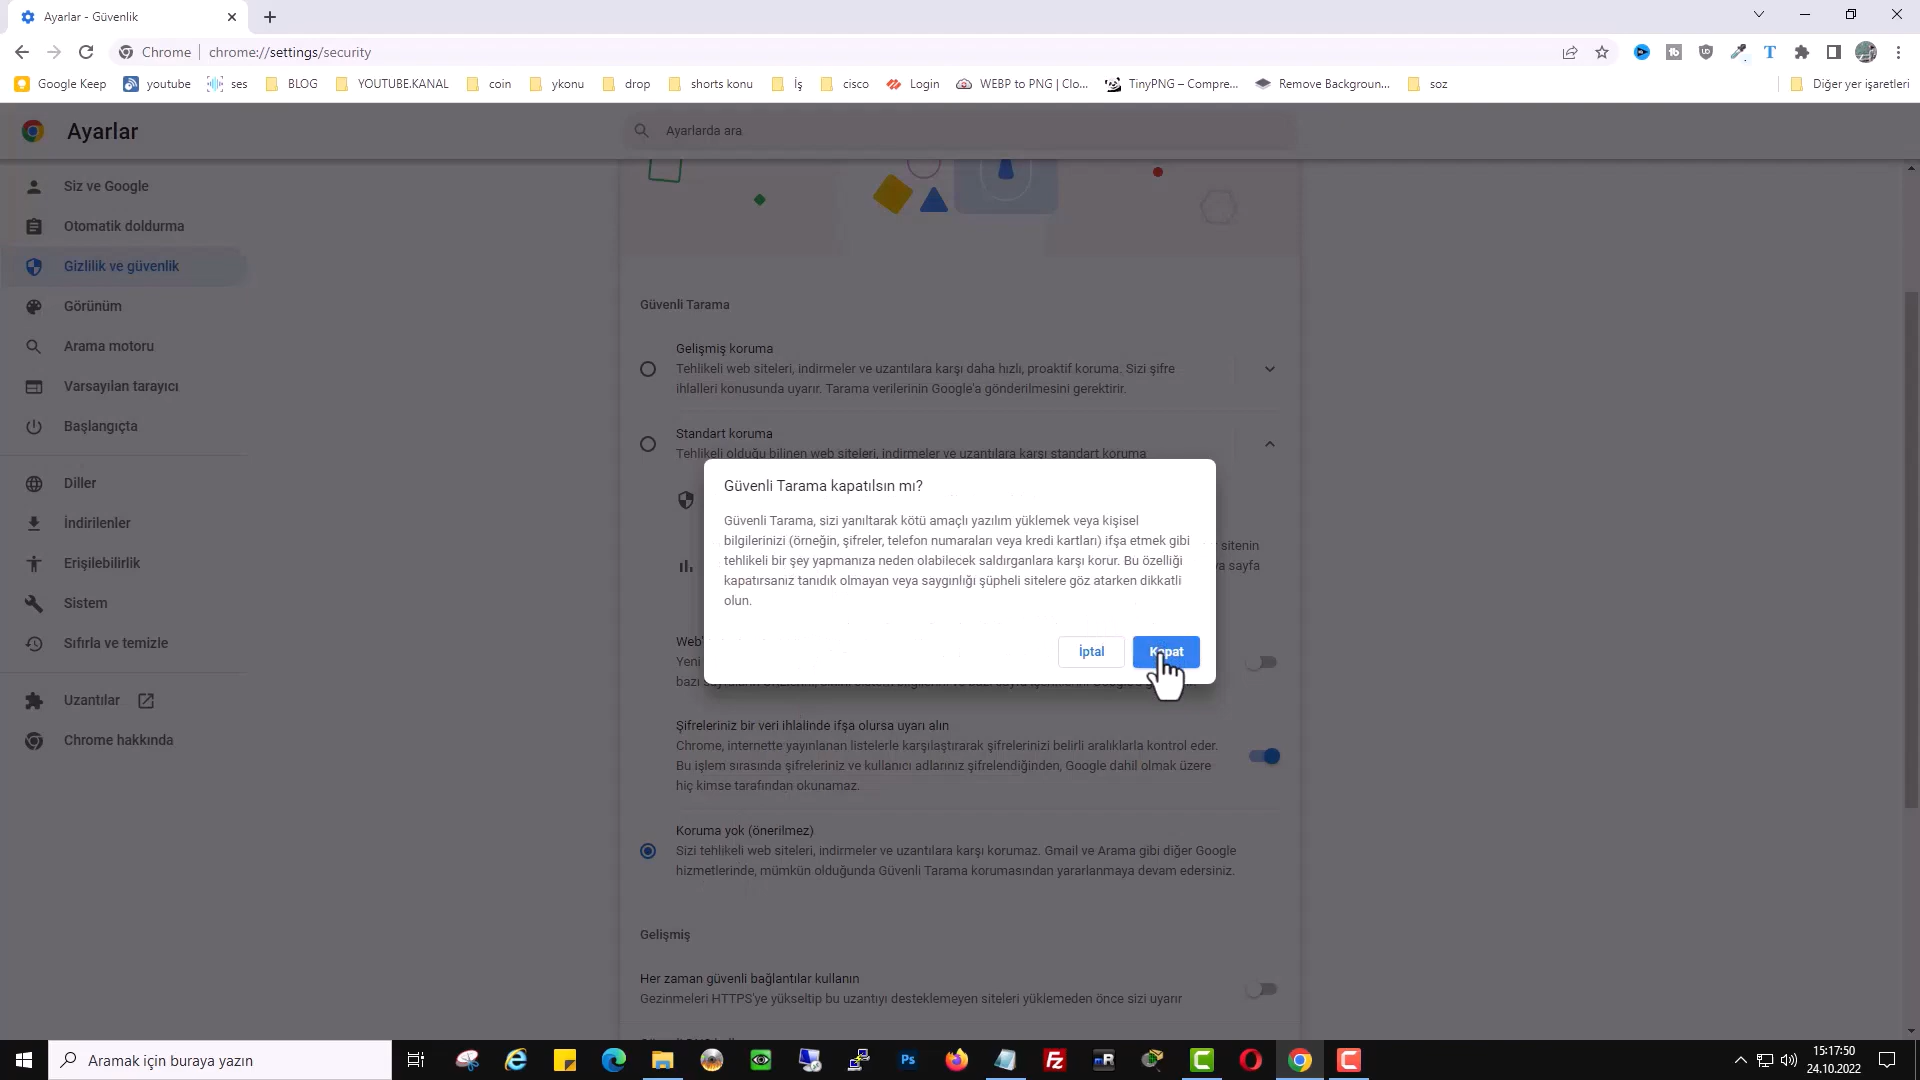 Ayarlar - Güvenlik
Chrome
chrome://settings/security
Google Keep
youtube
ses
BLOG
YOUTUBE.KANAL
coin
ykonu
drop
shorts konu
İş
cisco
Login
WEBP to PNG | Clo...
TinyPNG – Compre...
Remove Backgroun...
soz
Diğer yer işaretleri
Ayarlar
Ayarlarda ara
Siz ve Google
Otomatik doldurma
Gizlilik ve güvenlik
Görünüm
Arama motoru
Varsayılan tarayıcı
Başlangıçta
Diller
İndirilenler
Erişilebilirlik
Sistem
Sıfırla ve temizle
Uzantılar
Chrome hakkında
Güvenli Tarama
Gelişmiş koruma
Tehlikeli web siteleri, indirmeler ve uzantılara karşı daha hızlı, proaktif koruma. Sizi şifre
ihlalleri konusunda uyarır. Tarama verilerinin Google'a gönderilmesini gerektirir.
Standart koruma
Tehlikeli olduğu bilinen web siteleri, indirmeler ve uzantılara karşı standart koruma
Güvenli Tarama kapatılsın mı?
Güvenli Tarama, sizi yanıltarak kötü amaçlı yazılım yüklemek veya kişisel
bilgilerinizi (örneğin, şifreler, telefon numaraları veya kredi kartları) ifşa etmek gibi
tehlikeli bir şey yapmanıza neden olabilecek saldırganlara karşı korur. Bu özelliği
kapatırsanız tanıdık olmayan veya saygınlığı şüpheli sitelere göz atarken dikkatli
olun.
İptal
Kapat
sitenin
sayfa
Şifreleriniz bir veri ihlalinde ifşa olursa uyarı alın
Chrome, internette yayınlanan listelerle karşılaştırarak şifrelerinizi belirli aralıklarla kontrol eder.
Bu işlem sırasında şifreleriniz ve kullanıcı adlarınız şifrelendiğinden, Google dahil olmak üzere
hiç kimse tarafından okunamaz.
Koruma yok (önerilmez)
Sizi tehlikeli web siteleri, indirmeler ve uzantılara karşı korumaz. Gmail ve Arama gibi diğer Google
hizmetlerinde, mümkün olduğunda Güvenli Tarama korumasından yararlanmaya devam edersiniz.
Gelişmiş
Her zaman güvenli bağlantılar kullanın
Gezinmeleri HTTPS'ye yükseltip bu uzantıyı desteklemeyen siteleri yüklemeden önce sizi uyarır
Aramak için buraya yazın
15:17:50
24.10.2022